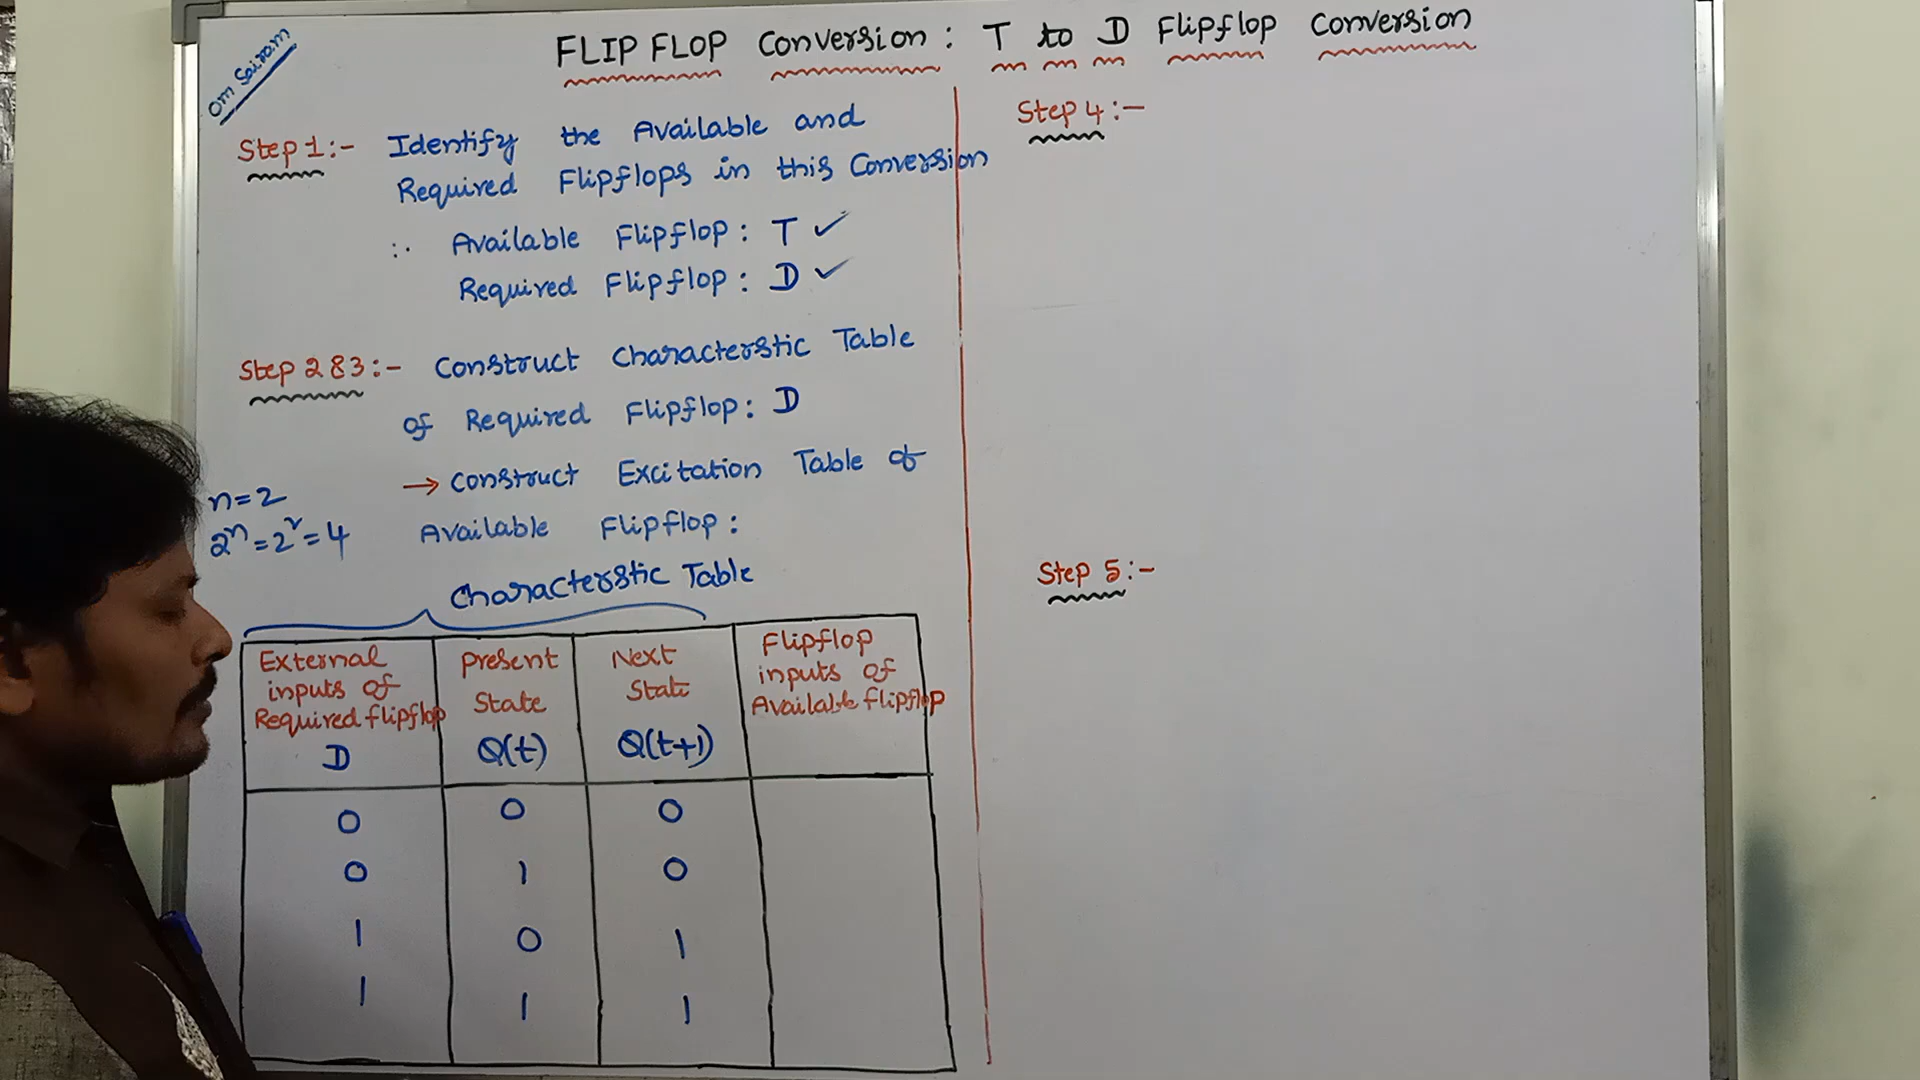 Om Sairam
FLIP FLOP Conversion : T to D Flipflop Conversion
Step 1 :- Identify the Available and
Required Flipflops in this Conversion
∴ Available Flipflop : T ✓
Required Flipflop : D ✓
Step 2 & 3 :- Construct Characterstic Table
of Required Flipflop : D
→ Construct Excitation Table of
Available Flipflop :
n=2
2ⁿ = 2² = 4
Characterstic Table
External inputs of Required flipflop D
Present State Q(t)
Next State Q(t+1)
Flipflop inputs of Available flipflop
0 0 0
0 1 0
1 0 1
1 1 1
Step 4 :-
Step 5 :-